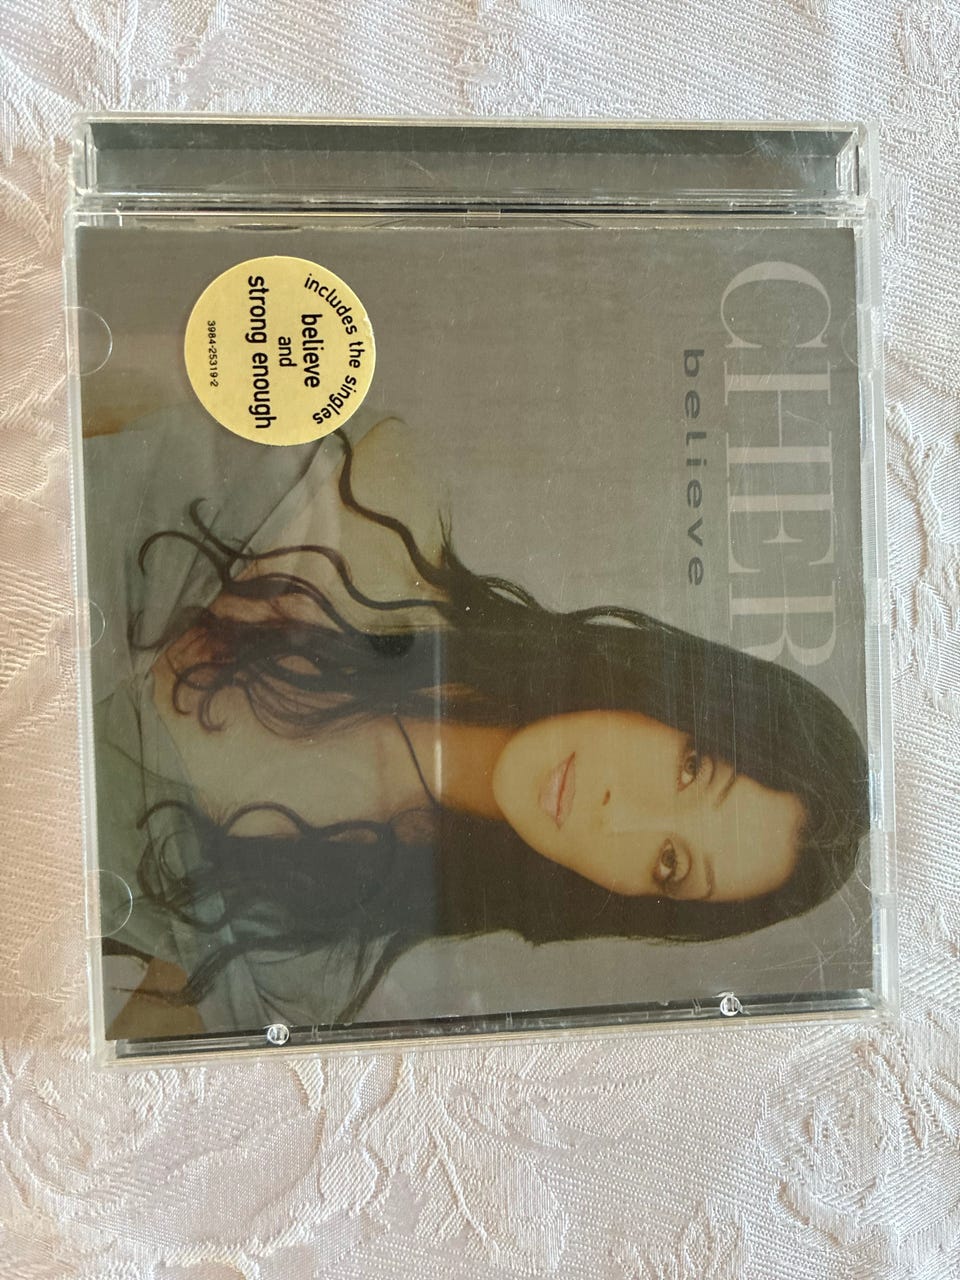 CHER
believe
includes the singles
believe
and
strong enough
3984-25319-2